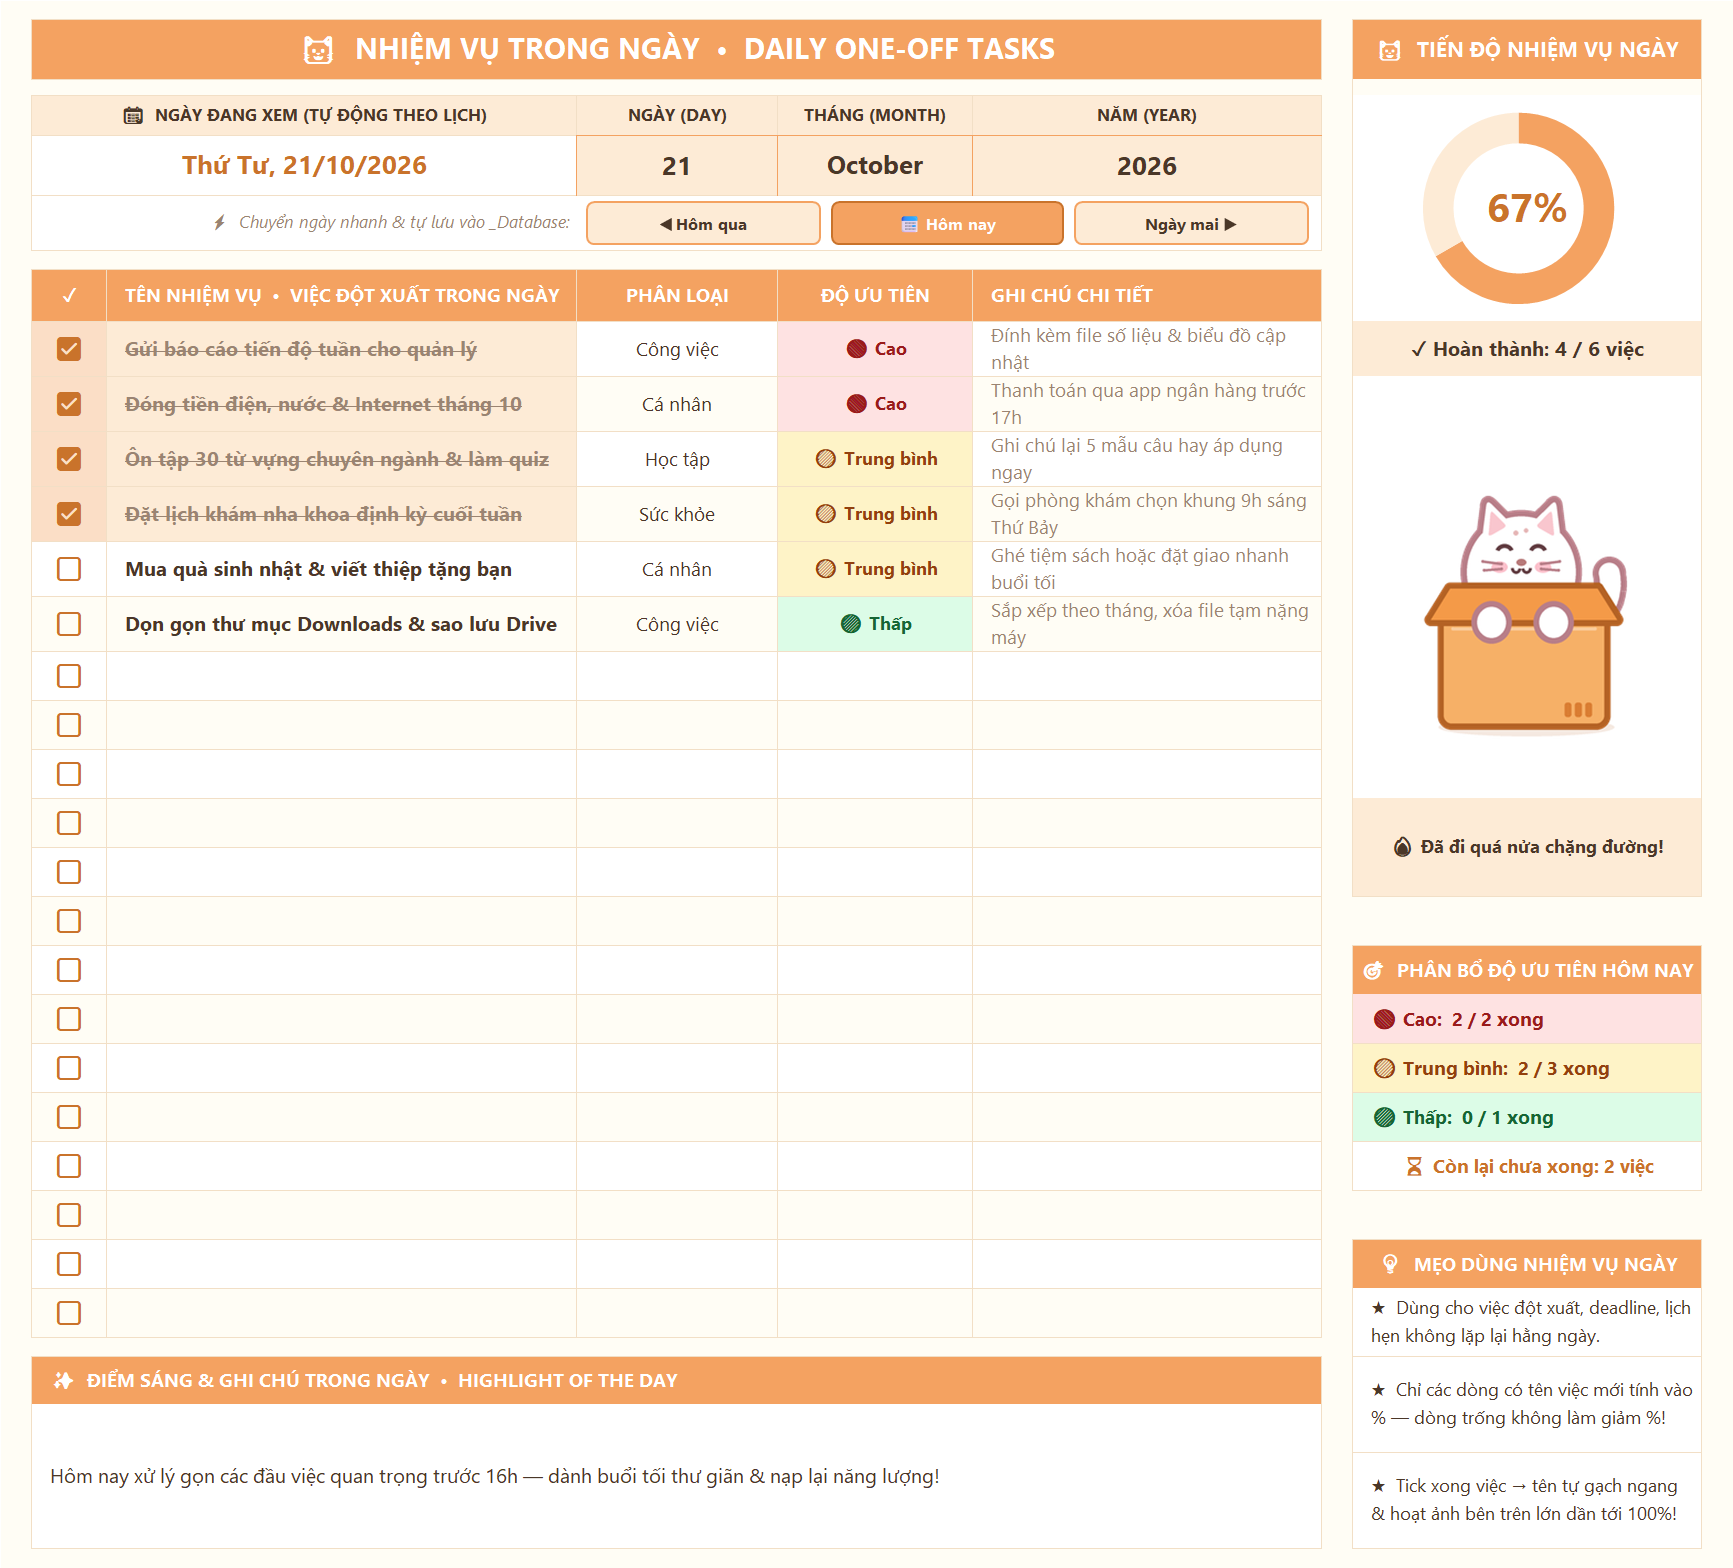 NHIỆM VỤ TRONG NGÀY • DAILY ONE-OFF TASKS
NGÀY ĐANG XEM (TỰ ĐỘNG THEO LỊCH)
NGÀY (DAY)
THÁNG (MONTH)
NĂM (YEAR)
Thứ Tư, 21/10/2026
21
October
2026
Chuyển ngày nhanh & tự lưu vào _Database:
◀ Hôm qua
Hôm nay
Ngày mai ▶
✓
TÊN NHIỆM VỤ • VIỆC ĐỘT XUẤT TRONG NGÀY
PHÂN LOẠI
ĐỘ ƯU TIÊN
GHI CHÚ CHI TIẾT
Gửi báo cáo tiến độ tuần cho quản lý
Công việc
Cao
Đính kèm file số liệu & biểu đồ cập
nhật
Đóng tiền điện, nước & Internet tháng 10
Cá nhân
Cao
Thanh toán qua app ngân hàng trước
17h
Ôn tập 30 từ vựng chuyên ngành & làm quiz
Học tập
Trung bình
Ghi chú lại 5 mẫu câu hay áp dụng
ngay
Đặt lịch khám nha khoa định kỳ cuối tuần
Sức khỏe
Trung bình
Gọi phòng khám chọn khung 9h sáng
Thứ Bảy
Mua quà sinh nhật & viết thiệp tặng bạn
Cá nhân
Trung bình
Ghé tiệm sách hoặc đặt giao nhanh
buổi tối
Dọn gọn thư mục Downloads & sao lưu Drive
Công việc
Thấp
Sắp xếp theo tháng, xóa file tạm nặng
máy
ĐIỂM SÁNG & GHI CHÚ TRONG NGÀY • HIGHLIGHT OF THE DAY
Hôm nay xử lý gọn các đầu việc quan trọng trước 16h — dành buổi tối thư giãn & nạp lại năng lượng!
TIẾN ĐỘ NHIỆM VỤ NGÀY
67%
✓ Hoàn thành: 4 / 6 việc
Đã đi quá nửa chặng đường!
PHÂN BỔ ĐỘ ƯU TIÊN HÔM NAY
Cao: 2 / 2 xong
Trung bình: 2 / 3 xong
Thấp: 0 / 1 xong
Còn lại chưa xong: 2 việc
MẸO DÙNG NHIỆM VỤ NGÀY
★ Dùng cho việc đột xuất, deadline, lịch
hẹn không lặp lại hằng ngày.
★ Chỉ các dòng có tên việc mới tính vào
% — dòng trống không làm giảm %!
★ Tick xong việc → tên tự gạch ngang
& hoạt ảnh bên trên lớn dần tới 100%!